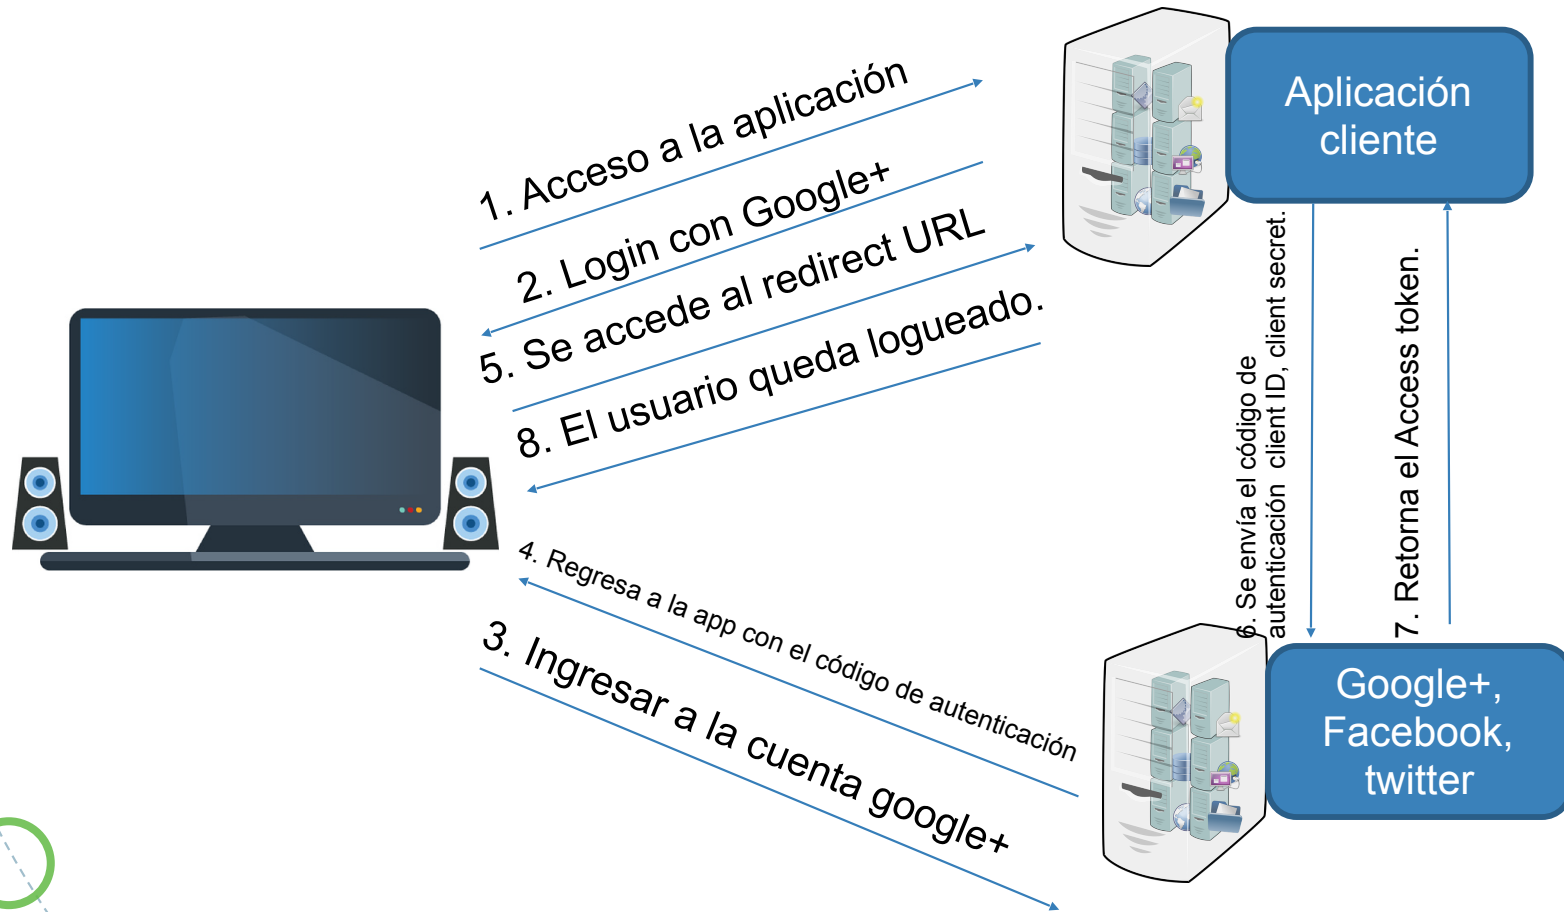 Aplicación
cliente
1. Acceso a la aplicación
2. Login con Google+
5. Se accede al redirect URL
8. El usuario queda logueado.
4. Regresa a la app con el código de autenticación
3. Ingresar a la cuenta google+
6. Se envía el código de
autenticación client ID, client secret.
7. Retorna el Access token.
Google+,
Facebook,
twitter